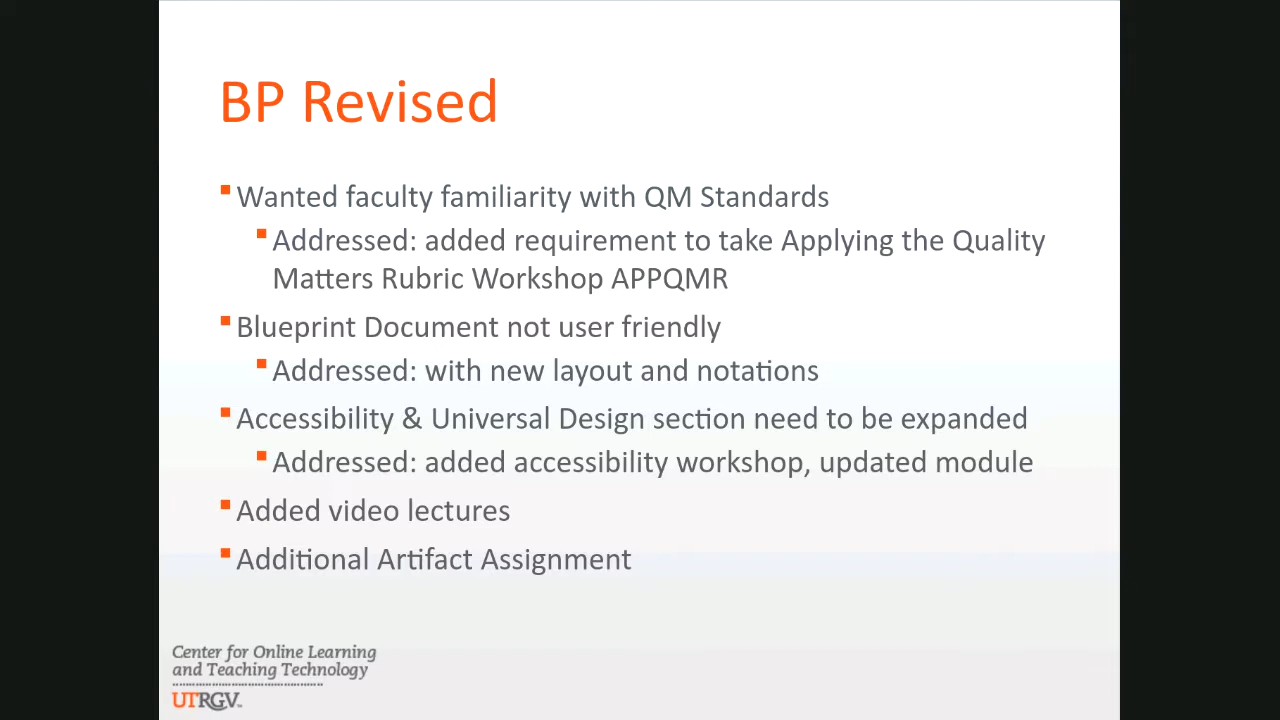 BP Revised
Wanted faculty familiarity with QM Standards
Addressed: added requirement to take Applying the Quality
Matters Rubric Workshop APPQMR
Blueprint Document not user friendly
Addressed: with new layout and notations
Accessibility & Universal Design section need to be expanded
Addressed: added accessibility workshop, updated module
Added video lectures
Additional Artifact Assignment
Center for Online Learning
and Teaching Technology
UTRGV™